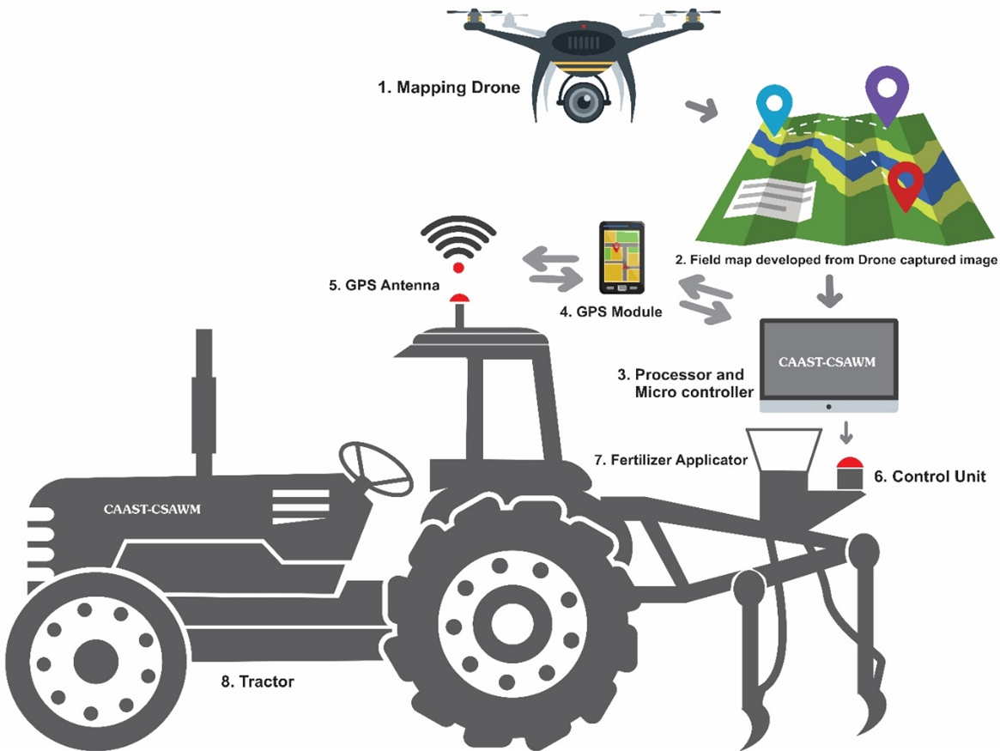 1. Mapping Drone
2. Field map developed from Drone captured image
5. GPS Antenna
4. GPS Module
CAAST-CSAWM
3. Processor and
Micro controller
7. Fertilizer Applicator
6. Control Unit
CAAST-CSAWM
8. Tractor